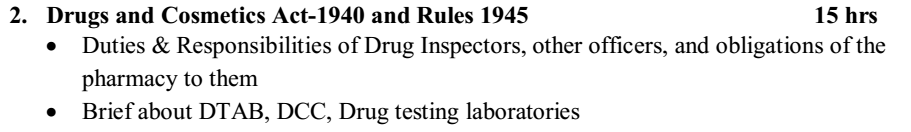 2. Drugs and Cosmetics Act-1940 and Rules 1945 15 hrs
• Duties & Responsibilities of Drug Inspectors, other officers, and obligations of the
pharmacy to them
• Brief about DTAB, DCC, Drug testing laboratories